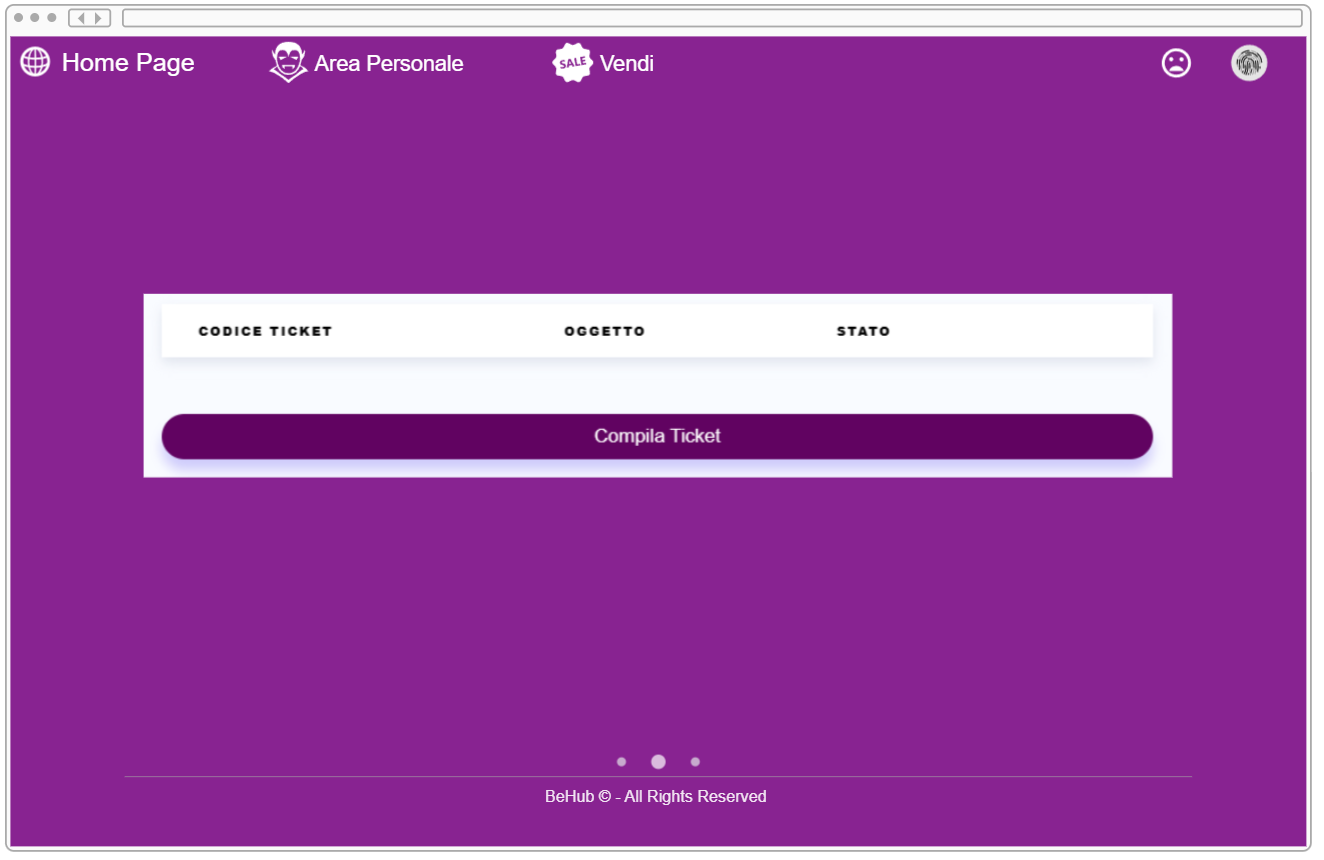 Home Page
Area Personale
SALE
Vendi
CODICE TICKET
OGGETTO
STATO
Compila Ticket
BeHub © - All Rights Reserved